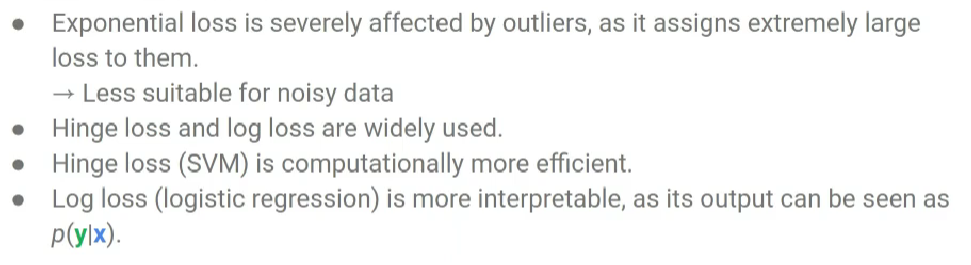 ● Exponential loss is severely affected by outliers, as it assigns extremely large
loss to them.
→ Less suitable for noisy data
● Hinge loss and log loss are widely used.
● Hinge loss (SVM) is computationally more efficient.
● Log loss (logistic regression) is more interpretable, as its output can be seen as
p(y|x).